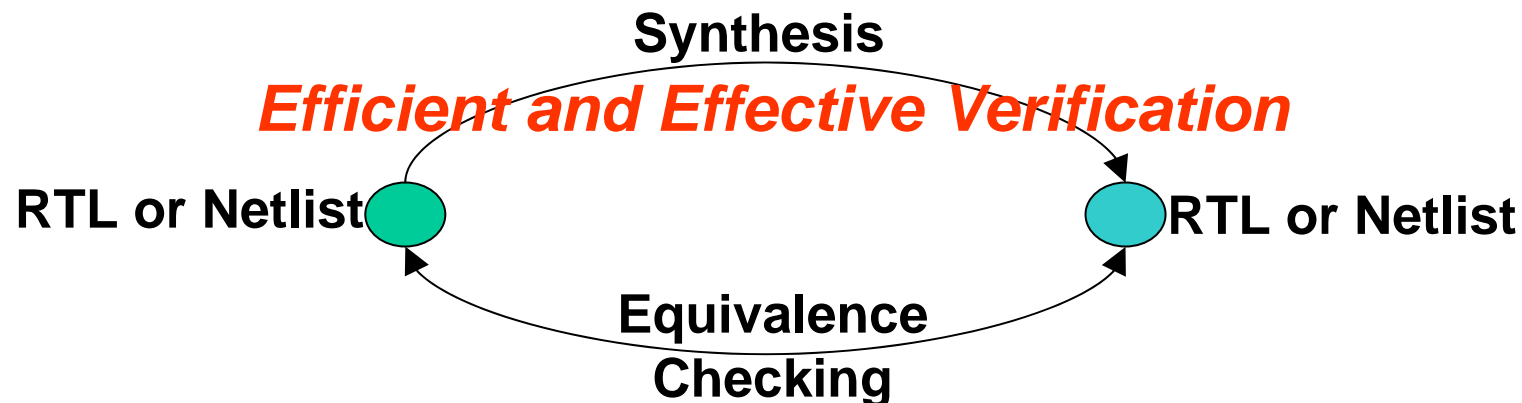 Synthesis
Efficient and Effective Verification
RTL or Netlist
RTL or Netlist
Equivalence
Checking